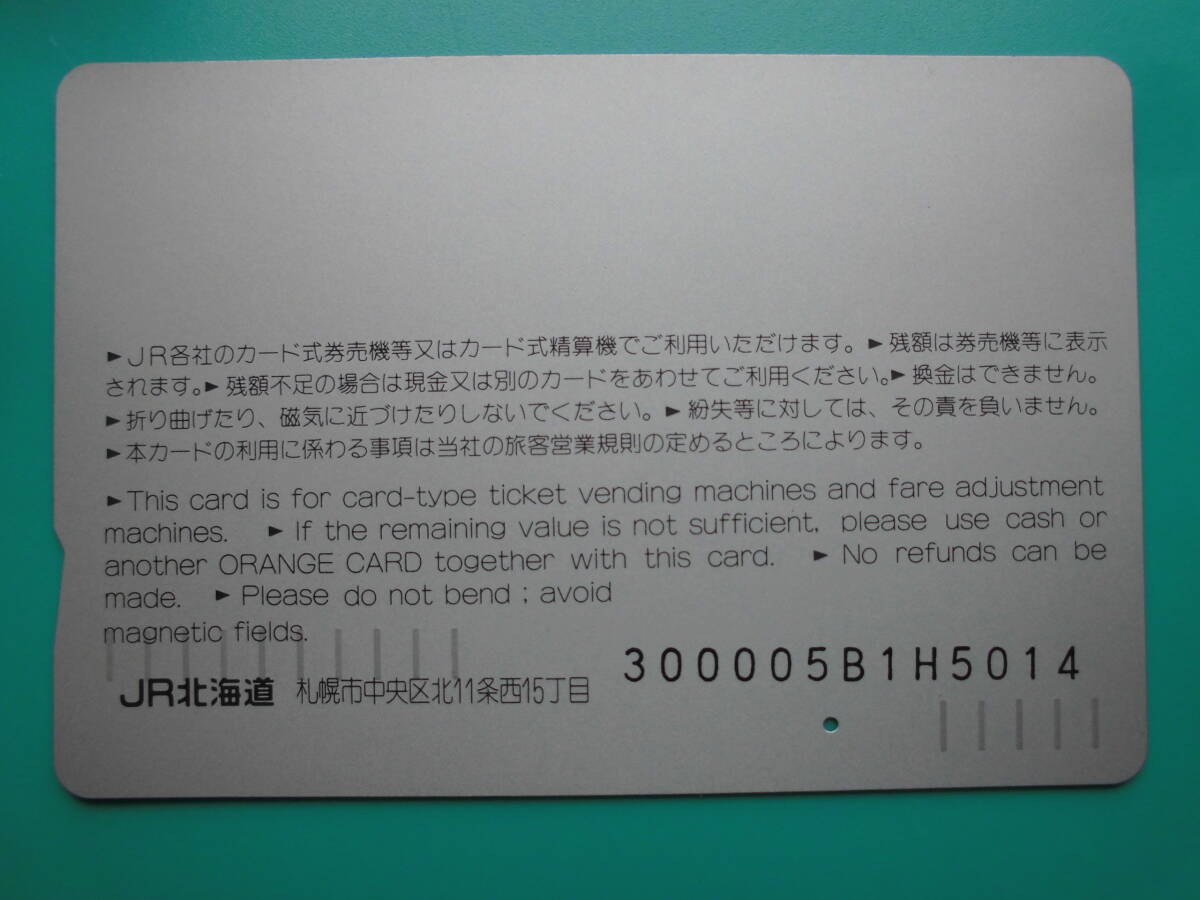 ►JR各社のカード式券売機等又はカード式精算機でご利用いただけます。►残額は券売機等に表示
されます。►残額不足の場合は現金又は別のカードをあわせてご利用ください。►換金はできません。
►折り曲げたり、磁気に近づけたりしないでください。►紛失等に対しては、その責を負いません。
►本カードの利用に係わる事項は当社の旅客営業規則の定めるところによります。
►This card is for card-type ticket vending machines and fare adjustment
machines. ►If the remaining value is not sufficient, please use cash or
another ORANGE CARD together with this card. ►No refunds can be
made. ►Please do not bend ; avoid
magnetic fields.
300005B1H5014
JR北海道 札幌市中央区北11条西15丁目